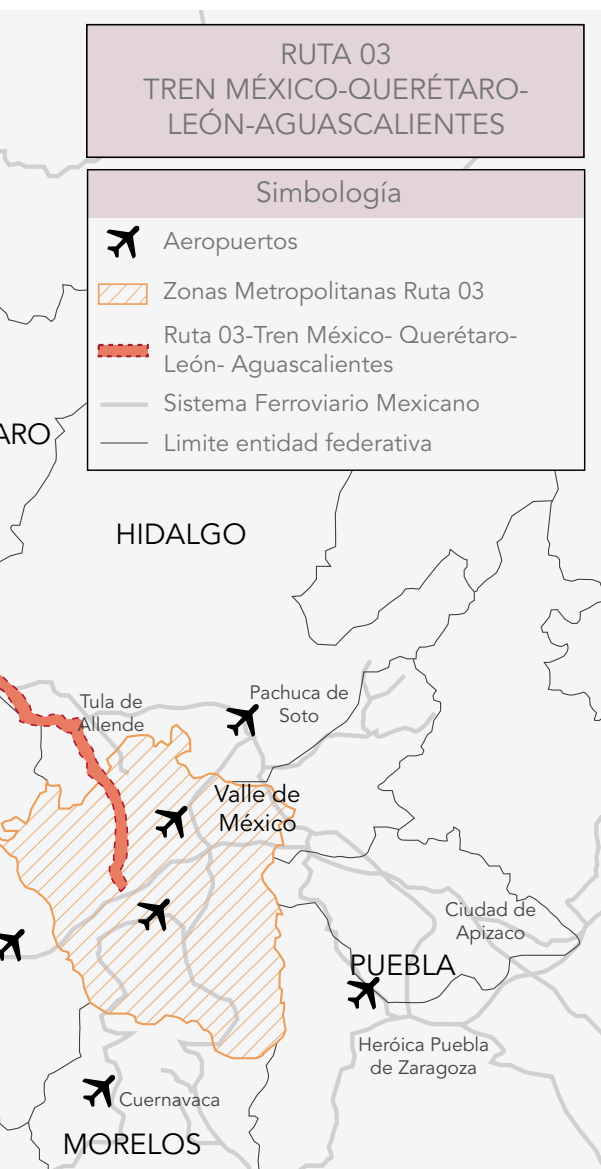 RUTA 03
TREN MÉXICO-QUERÉTARO-
LEÓN-AGUASCALIENTES
Simbología
Aeropuertos
Zonas Metropolitanas Ruta 03
Ruta 03-Tren México- Querétaro-
León- Aguascalientes
Sistema Ferroviario Mexicano
Limite entidad federativa
ARO
HIDALGO
Tula de
Allende
Pachuca de
Soto
Valle de
México
Ciudad de
Apizaco
PUEBLA
Heróica Puebla
de Zaragoza
Cuernavaca
MORELOS